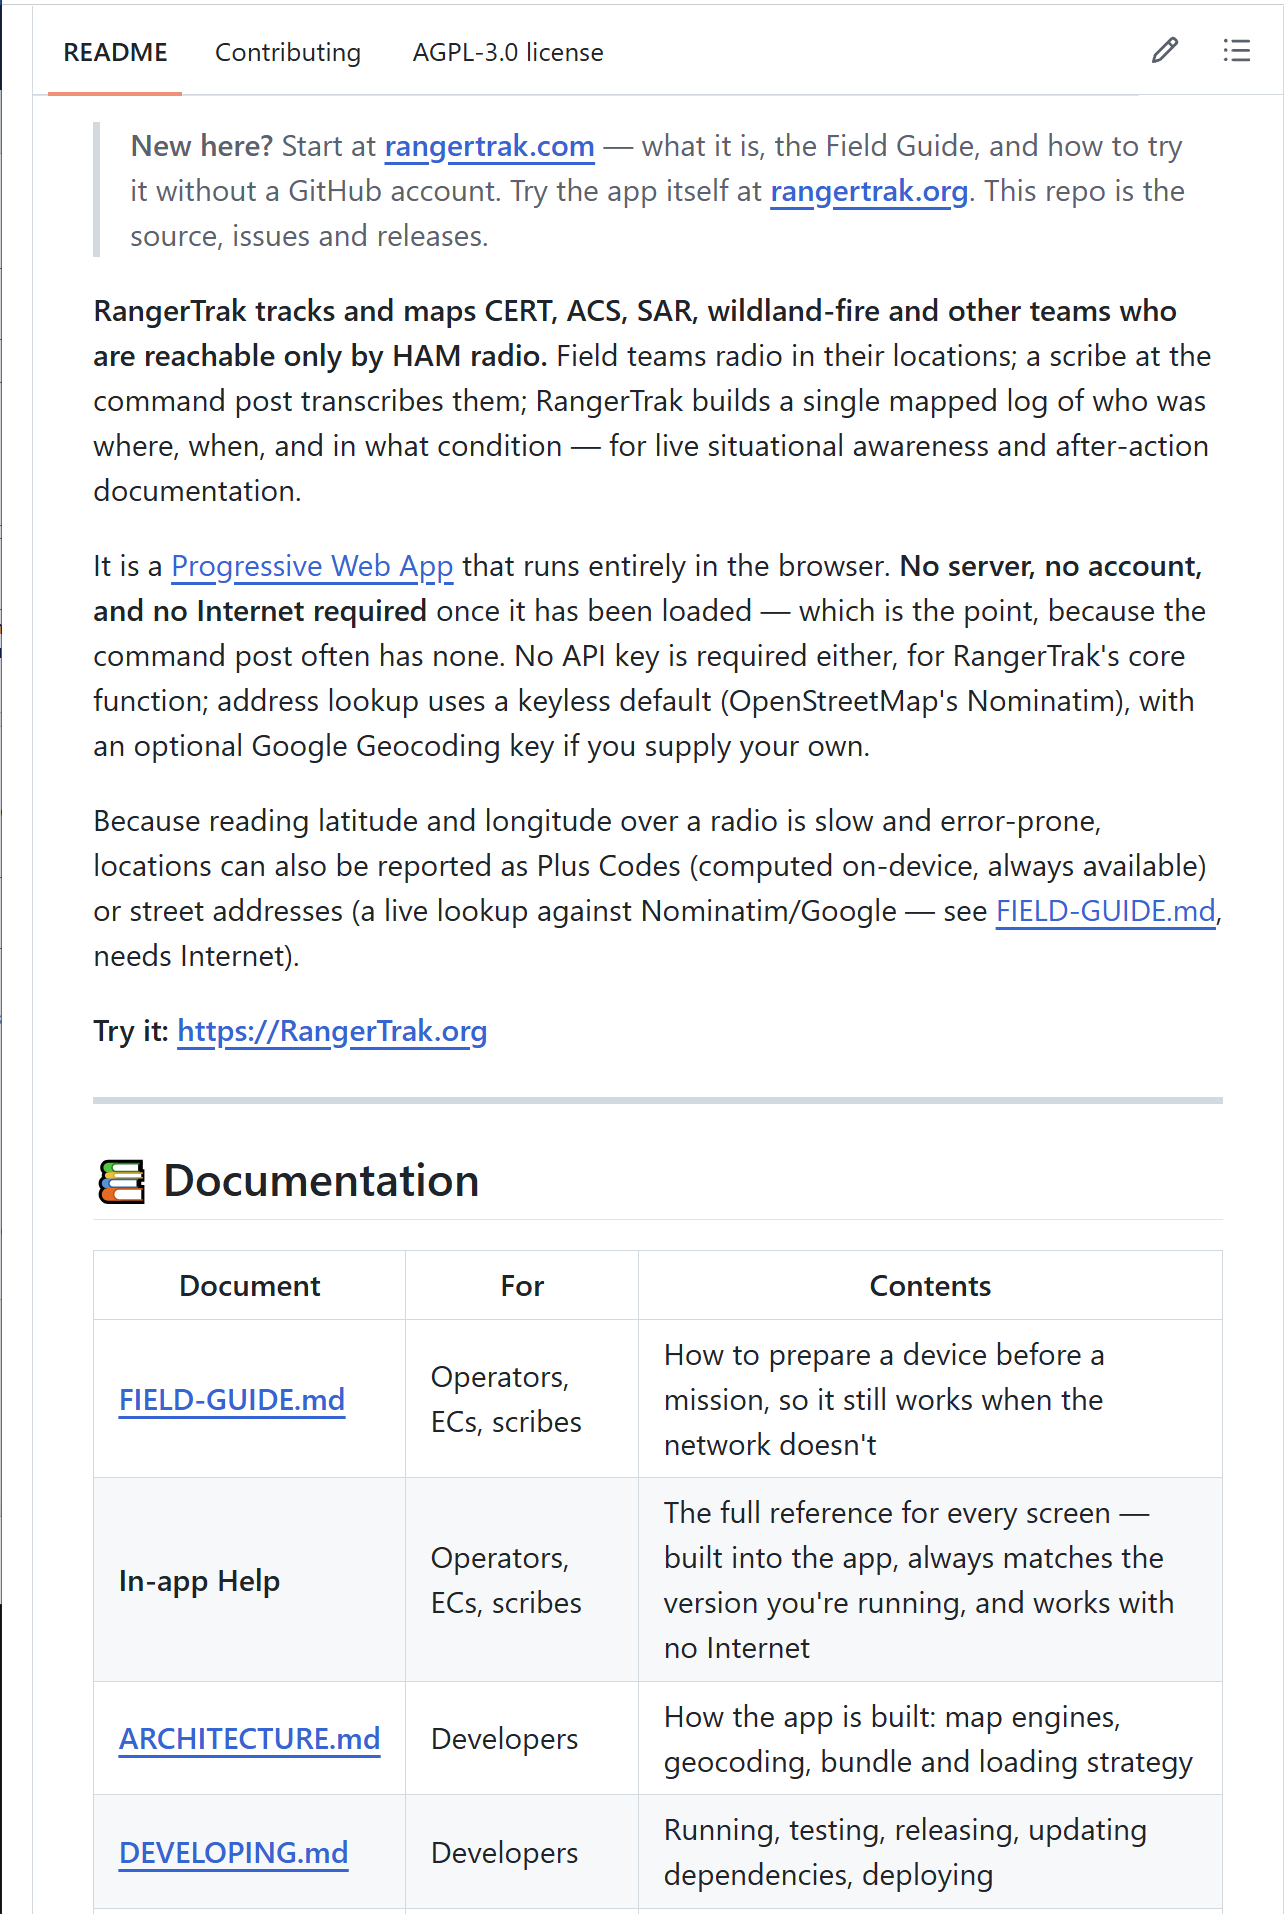 README Contributing AGPL-3.0 license
New here? Start at rangertrak.com — what it is, the Field Guide, and how to try
it without a GitHub account. Try the app itself at rangertrak.org. This repo is the
source, issues and releases.
RangerTrak tracks and maps CERT, ACS, SAR, wildland-fire and other teams who
are reachable only by HAM radio. Field teams radio in their locations; a scribe at the
command post transcribes them; RangerTrak builds a single mapped log of who was
where, when, and in what condition — for live situational awareness and after-action
documentation.
It is a Progressive Web App that runs entirely in the browser. No server, no account,
and no Internet required once it has been loaded — which is the point, because the
command post often has none. No API key is required either, for RangerTrak's core
function; address lookup uses a keyless default (OpenStreetMap's Nominatim), with
an optional Google Geocoding key if you supply your own.
Because reading latitude and longitude over a radio is slow and error-prone,
locations can also be reported as Plus Codes (computed on-device, always available)
or street addresses (a live lookup against Nominatim/Google — see FIELD-GUIDE.md,
needs Internet).
Try it: https://RangerTrak.org
📚 Documentation
Document For Contents
FIELD-GUIDE.md
Operators,
ECs, scribes
How to prepare a device before a
mission, so it still works when the
network doesn't
In-app Help
Operators,
ECs, scribes
The full reference for every screen —
built into the app, always matches the
version you're running, and works with
no Internet
ARCHITECTURE.md
Developers
How the app is built: map engines,
geocoding, bundle and loading strategy
DEVELOPING.md
Developers
Running, testing, releasing, updating
dependencies, deploying